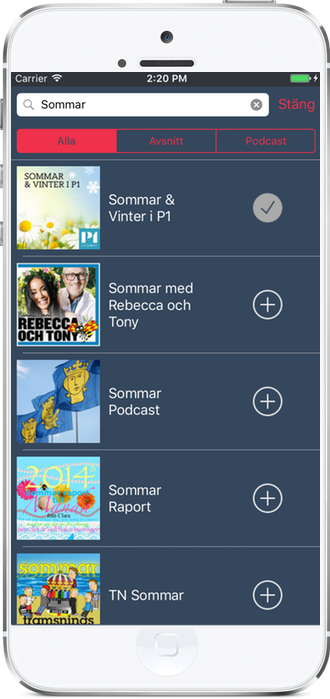 Carrier 2:20 PM
Sommar Stäng
Alla Avsnitt Podcast
SOMMAR
& VINTER I P1
P1
Sommar &
Vinter i P1
REBECCA
OCH TONY
Sommar med
Rebecca och
Tony
Sommar
Podcast
2014
Sommar
Raport
sommar
framspnings
TN Sommar